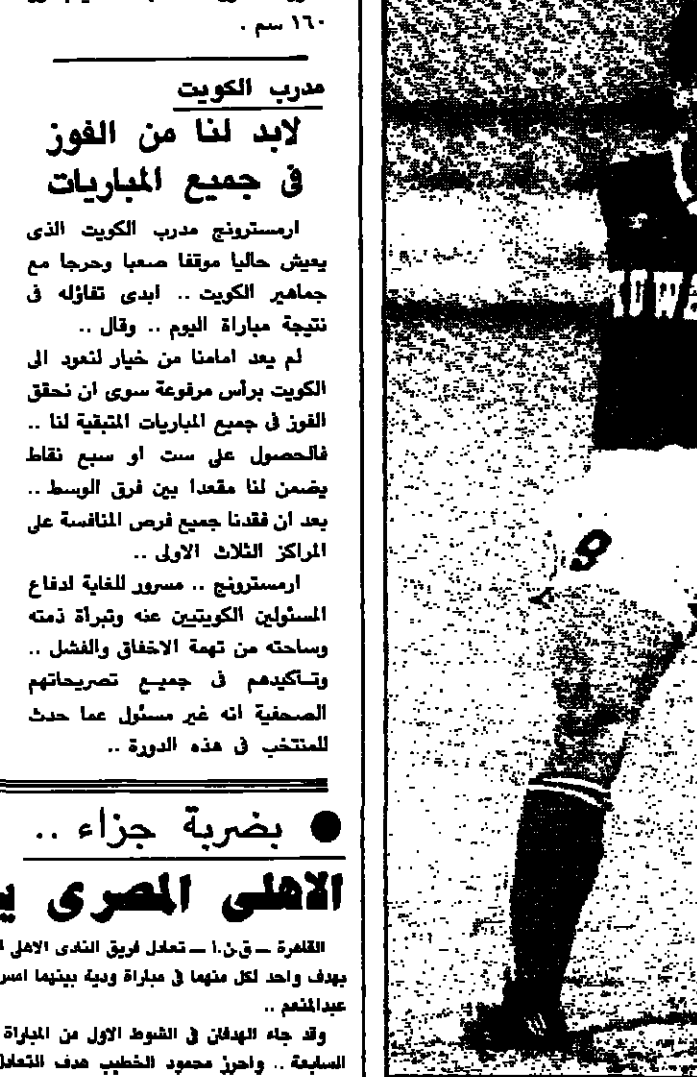 ١٦٠ سم .
مدرب الكويت
لابد لنا من الفوز
فى جميع المباريات
ارمسترونج مدرب الكويت الذى
يعيش حاليا موقفا صعبا وحرجا مع
جماهير الكويت .. ابدى تفاؤله فى
نتيجة مباراة اليوم .. وقال ..
لم يعد امامنا من خيار لنعود الى
الكويت برأس مرفوعة سوى ان نحقق
الفوز فى جميع المباريات المتبقية لنا ..
فالحصول على ست او سبع نقاط
يضمن لنا مقعدا بين فرق الوسط ..
بعد ان فقدنا جميع فرص المنافسة على
المراكز الثلاث الاولى ..
ارمسترونج .. مسرور للغاية لدفاع
المسئولين الكويتيين عنه وتبرأة ذمته
وساحته من تهمة الاخفاق والفشل ..
وتأكيدهم فى جميع تصريحاتهم
الصحفية انه غير مسئول عما حدث
للمنتخب فى هذه الدورة ..
● بضربة جزاء ..
الاهلى المصرى
القاهرة — ق.ن.ا — تعادل فريق النادى الاهلى
بهدف واحد لكل منهما فى مباراة ودية بينهما
عبدالمنعم ..
وقد جاء الهدفان فى الشوط الاول من المباراة
السابعة .. واحرز محمود الخطيب هدف التعادل
9